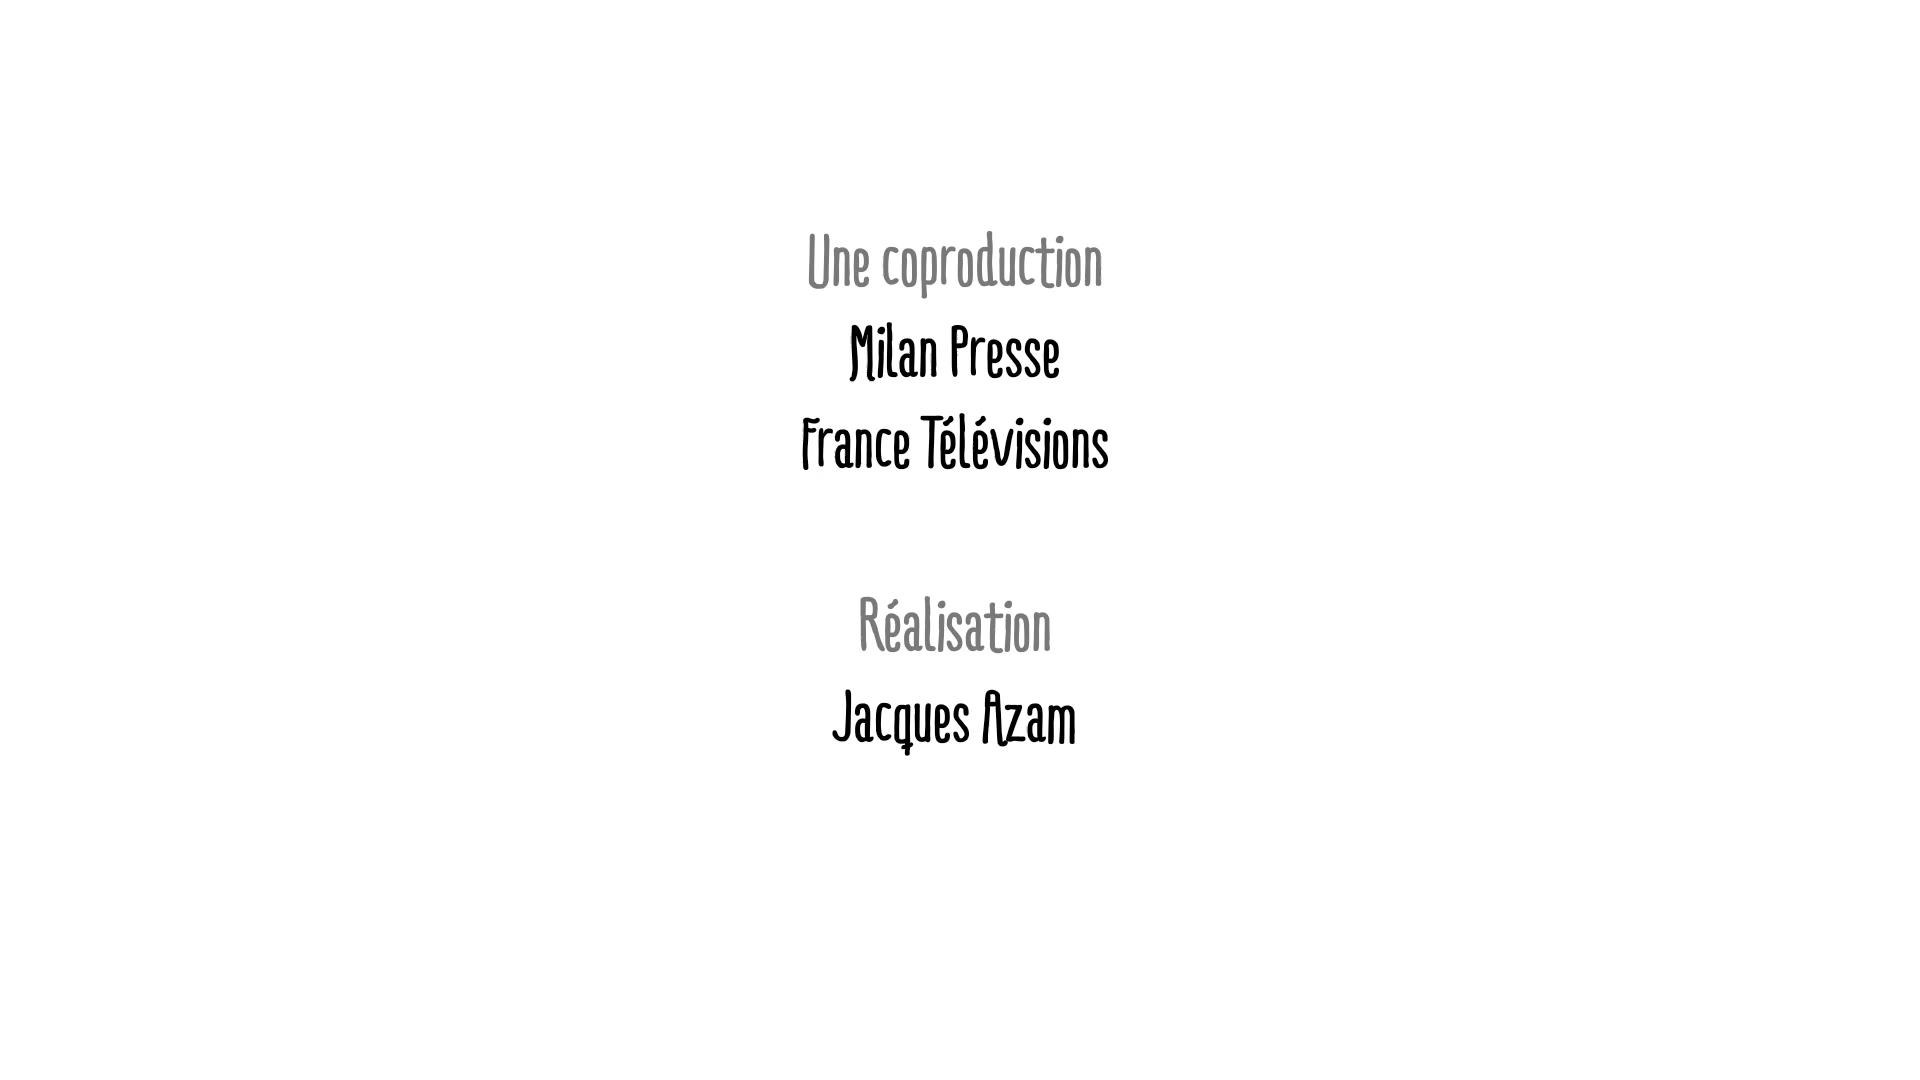 Une coproduction
Milan Presse
France Télévisions
Réalisation
Jacques Azam